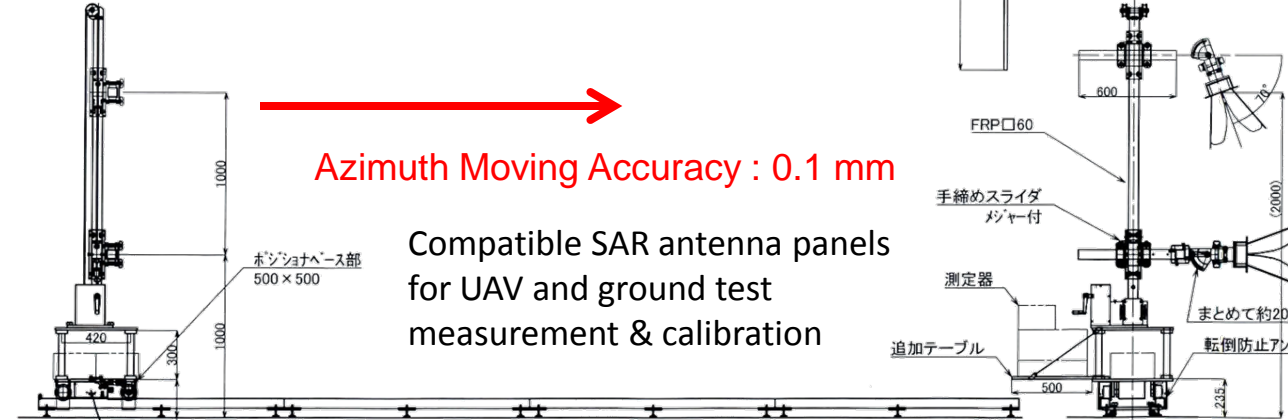 600
70°
FRP□60
1000
Azimuth Moving Accuracy : 0.1 mm
(2000)
手締めスライダ
メジャー付
Compatible SAR antenna panels
for UAV and ground test
measurement & calibration
ポジショナベース部
500×500
測定器
まとめて約20
420
300
1000
追加テーブル
転倒防止アン
500
235